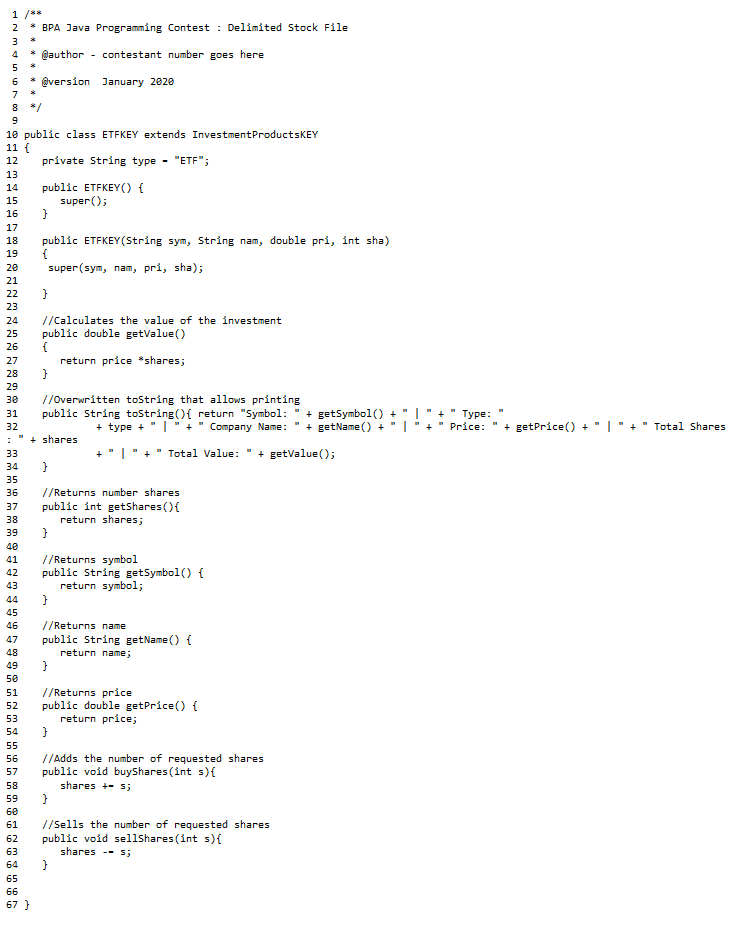 1 /**
2  * BPA Java Programming Contest : Delimited Stock File
3  *
4  * @author - contestant number goes here
5  *
6  * @version  January 2020
7  *
8  */
9
10 public class ETFKEY extends InvestmentProductsKEY
11 {
12    private String type = "ETF";
13
14    public ETFKEY() {
15       super();
16    }
17
18    public ETFKEY(String sym, String nam, double pri, int sha)
19    {
20     super(sym, nam, pri, sha);
21
22    }
23
24    //Calculates the value of the investment
25    public double getValue()
26    {
27       return price *shares;
28    }
29
30    //Overwritten toString that allows printing
31    public String toString(){ return "Symbol: " + getSymbol() + " | " + " Type: "
32             + type + " | " + " Company Name: " + getName() + " | " + " Price: " + getPrice() + " | " + " Total Shares
: " + shares
33             + " | " + " Total Value: " + getValue();
34    }
35
36    //Returns number shares
37    public int getShares(){
38       return shares;
39    }
40
41    //Returns symbol
42    public String getSymbol() {
43       return symbol;
44    }
45
46    //Returns name
47    public String getName() {
48       return name;
49    }
50
51    //Returns price
52    public double getPrice() {
53       return price;
54    }
55
56    //Adds the number of requested shares
57    public void buyShares(int s){
58       shares += s;
59    }
60
61    //Sells the number of requested shares
62    public void sellShares(int s){
63       shares -= s;
64    }
65
66
67 }